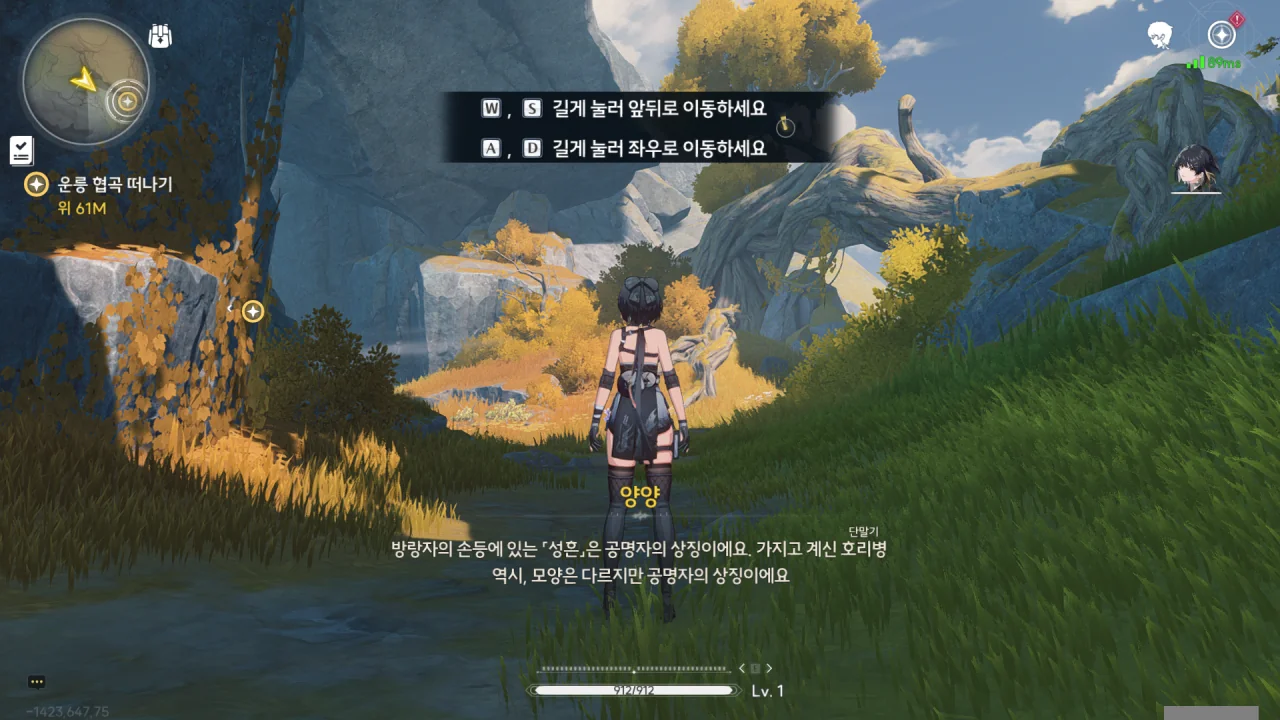 W , S 길게 눌러 앞뒤로 이동하세요
A , D 길게 눌러 좌우로 이동하세요
89ms
운릉 협곡 떠나기
위 61M
양양
단말기
방랑자의 손등에 있는 「성흔」은 공명자의 상징이에요. 가지고 계신 호리병
역시, 모양은 다르지만 공명자의 상징이에요
912/912
Lv. 1
-1423,647,75